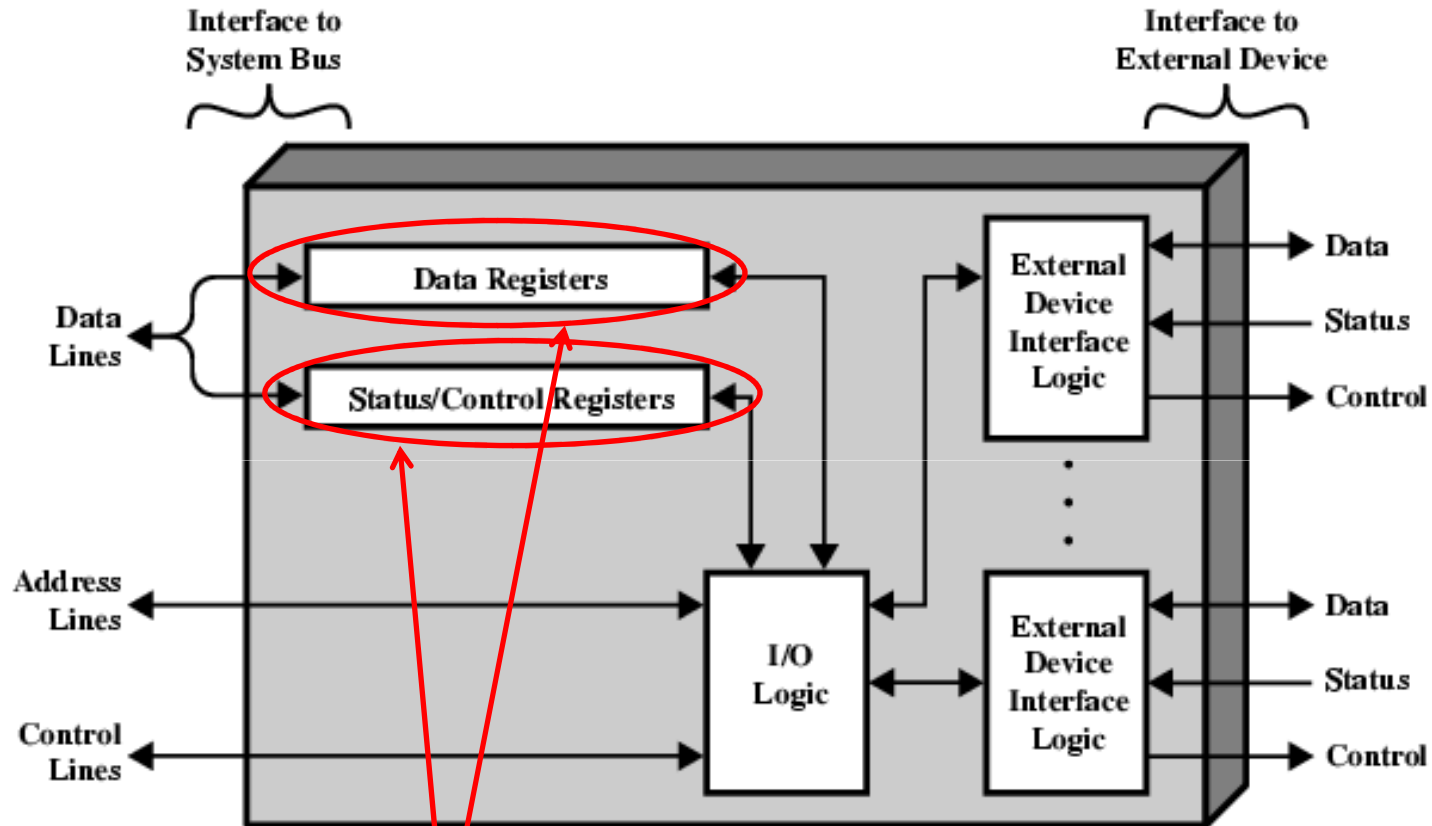 Interface to
System Bus
Interface to
External Device
Data Registers
Status/Control Registers
Data
Lines
Address
Lines
Control
Lines
I/O
Logic
External
Device
Interface
Logic
Data
Status
Control
External
Device
Interface
Logic
Data
Status
Control